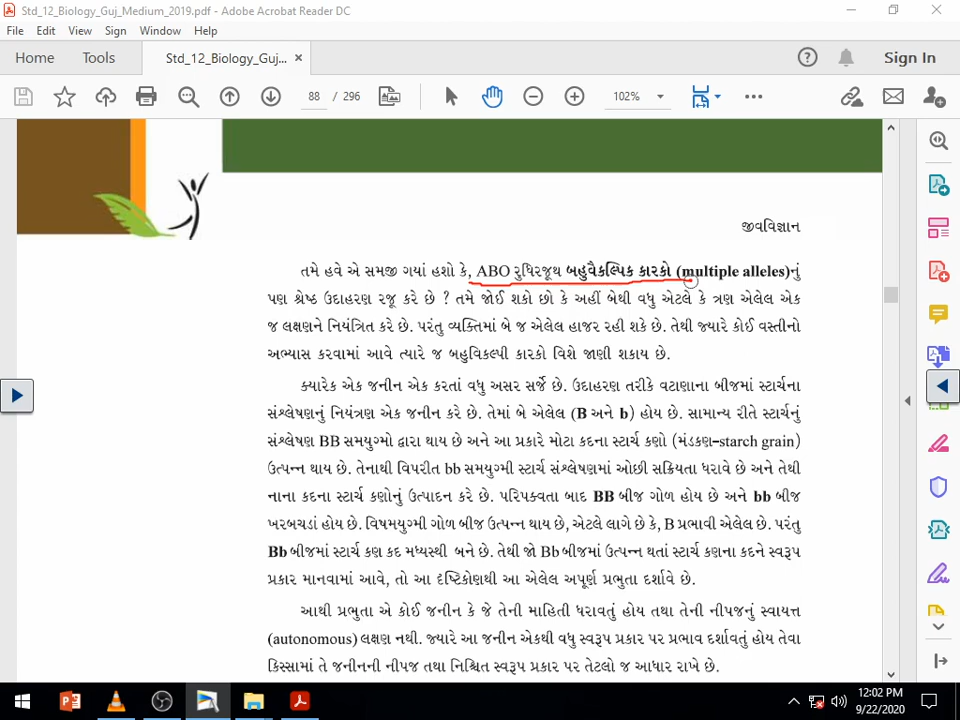 Std_12_Biology_Guj_Medium_2019.pdf - Adobe Acrobat Reader DC
File Edit View Sign Window Help
Home Tools Std_12_Biology_Guj... × Sign In
88 / 296 102%
જીવવિજ્ઞાન
તમે હવે એ સમજી ગયાં હશો કે, ABO રુધિરજૂથ બહુવૈકલ્પિક કારકો (multiple alleles)નું
પણ શ્રેષ્ઠ ઉદાહરણ રજૂ કરે છે ? તમે જોઈ શકો છો કે અહીં બેથી વધુ એટલે કે ત્રણ એલેલ એક
જ લક્ષણને નિયંત્રિત કરે છે. પરંતુ વ્યક્તિમાં બે જ એલેલ હાજર રહી શકે છે. તેથી જ્યારે કોઈ વસ્તીનો
અભ્યાસ કરવામાં આવે ત્યારે જ બહુવિકલ્પી કારકો વિશે જાણી શકાય છે.
ક્યારેક એક જનીન એક કરતાં વધુ અસર સર્જે છે. ઉદાહરણ તરીકે વટાણાના બીજમાં સ્ટાર્ચના
સંશ્લેષણનું નિયંત્રણ એક જનીન કરે છે. તેમાં બે એલેલ (B અને b) હોય છે. સામાન્ય રીતે સ્ટાર્ચનું
સંશ્લેષણ BB સમયુગ્મો દ્વારા થાય છે અને આ પ્રકારે મોટા કદના સ્ટાર્ચ કણો (મંડકણ–starch grain)
ઉત્પન્ન થાય છે. તેનાથી વિપરીત bb સમયુગ્મી સ્ટાર્ચ સંશ્લેષણમાં ઓછી સક્રિયતા ધરાવે છે અને તેથી
નાના કદના સ્ટાર્ચ કણોનું ઉત્પાદન કરે છે. પરિપક્વતા બાદ BB બીજ ગોળ હોય છે અને bb બીજ
ખરબચડાં હોય છે. વિષમયુગ્મી ગોળ બીજ ઉત્પન્ન થાય છે, એટલે લાગે છે કે, B પ્રભાવી એલેલ છે. પરંતુ
Bb બીજમાં સ્ટાર્ચ કણ કદ મધ્યસ્થી બને છે. તેથી જો Bb બીજમાં ઉત્પન્ન થતાં સ્ટાર્ચ કણના કદને સ્વરૂપ
પ્રકાર માનવામાં આવે, તો આ દૃષ્ટિકોણથી આ એલેલ અપૂર્ણ પ્રભુતા દર્શાવે છે.
આથી પ્રભુતા એ કોઈ જનીન કે જે તેની માહિતી ધરાવતું હોય તથા તેની નીપજનું સ્વાયત્ત
(autonomous) લક્ષણ નથી. જ્યારે આ જનીન એકથી વધુ સ્વરૂપ પ્રકાર પર પ્રભાવ દર્શાવતું હોય તેવા
કિસ્સામાં તે જનીનની નીપજ તથા નિશ્ચિત સ્વરૂપ પ્રકાર પર તેટલો જ આધાર રાખે છે.
12:02 PM
9/22/2020